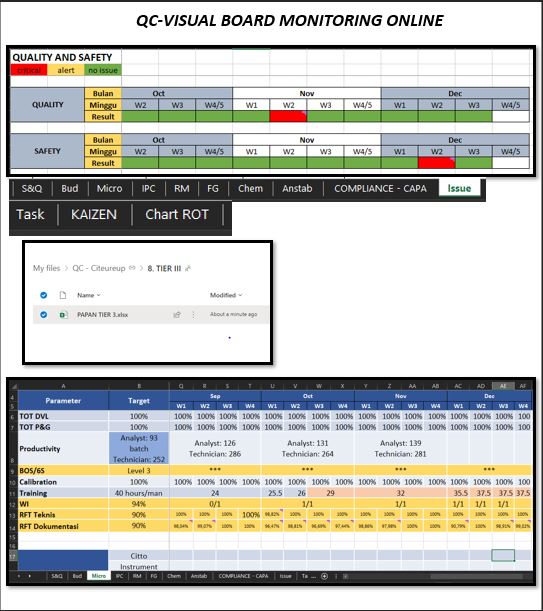 QC-VISUAL BOARD MONITORING ONLINE
QUALITY AND SAFETY
critical alert no issue
QUALITY Bulan Oct Nov Dec
Minggu W2 W3 W4/5 W1 W2 W3 W4/5 W1 W2 W3 W4/5
Result
SAFETY Bulan Oct Nov Dec
Minggu W2 W3 W4/5 W1 W2 W3 W4/5 W1 W2 W3 W4/5
Result
S&Q Bud Micro IPC RM FG Chem Anstab COMPLIANCE - CAPA Issue
Task KAIZEN Chart ROT
My files > QC - Citeureup > 8. TIER III
Name Modified
PAPAN TIER 3.xlsx About a minute ago
A B Q R S T U V W X Y Z AA AB AC AD AE AF
Parameter Target Sep Oct Nov Dec
W1 W2 W3 W4 W1 W2 W3 W4 W1 W2 W3 W4 W1 W2 W3 W4
TOT DVL 100% 100% 100% 100% 100% 100% 100% 100% 100% 100% 100% 100% 100% 100% 100% 100% 100
TOT P&G 100% 100% 100% 100% 100% 100% 100% 100% 100% 100% 100% 100% 100% 100% 100% 100% 100
Productivity Analyst: 93 batch Technician: 252 Analyst: 126 Technician: 286 Analyst: 131 Technician: 264 Analyst: 139 Technician: 281
BOS/6S Level 3 *** *** *** ***
Calibration 100% 100% 100% 100% 100% 100% 100% 100% 100% 100% 100% 100% 100% 100% 100% 100% 100
Training 40 hours/man 24 25.5 26 29 32 35.5 37.5 37.5 37.5
WI 94% 0/1 1/1 1/1 1/1 1/1 1/1
RFT Teknis 90% 100% 100% 100% 100% 98,82% 100% 100% 100% 100% 100% 100% 100% 100% 100% 100% 100%
RFT Dokumentasi 90% 98,54% 99,07% 100% 100% 96,47% 98,81% 96,69% 97,44% 98,86% 97,98% 100% 100% 90,79% 100% 98,91% 99,02%
Citto
Instrument
S&Q Bud Micro IPC RM FG Chem Anstab COMPLIANCE - CAPA Issue Ta ...